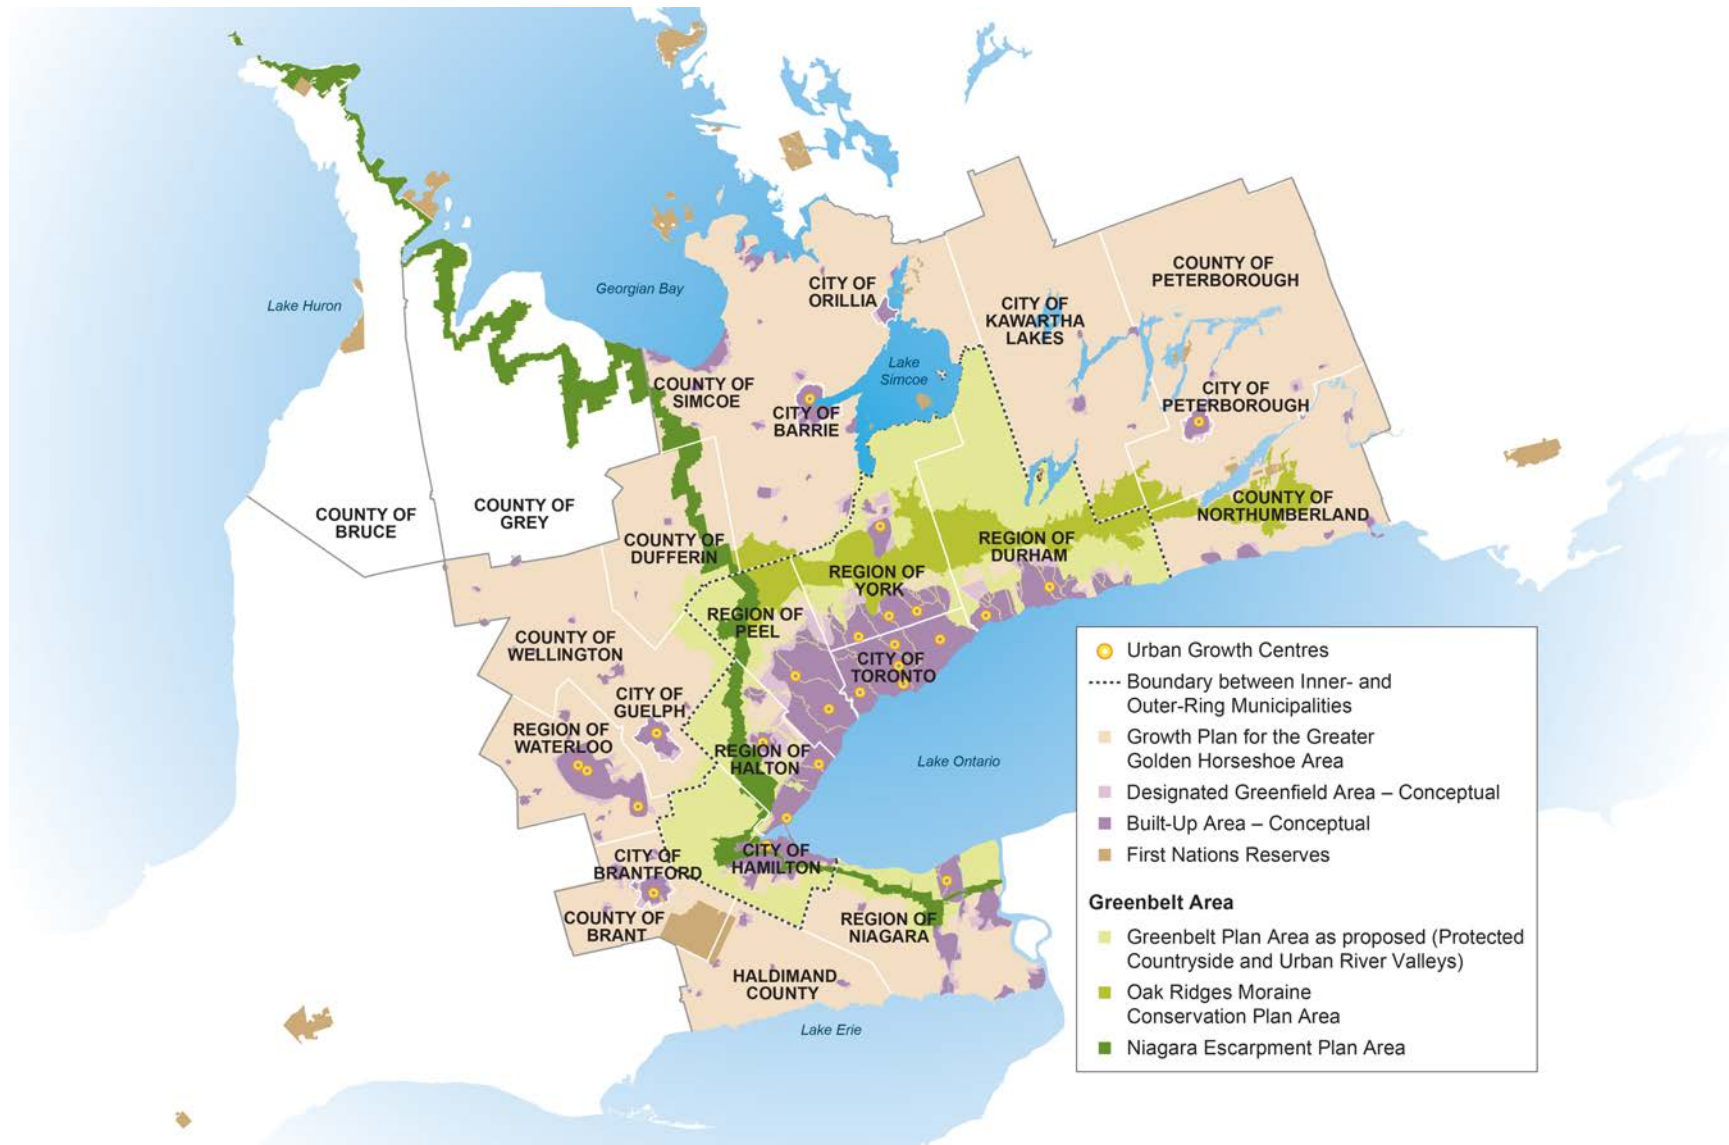 Lake Huron
Georgian Bay
CITY OF
ORILLIA
CITY OF
KAWARTHA
LAKES
COUNTY OF
PETERBOROUGH
Lake
Simcoe
COUNTY OF
SIMCOE
CITY OF
BARRIE
CITY OF
PETERBOROUGH
COUNTY OF
BRUCE
COUNTY OF
GREY
COUNTY OF
DUFFERIN
REGION OF
YORK
REGION OF
DURHAM
COUNTY OF
NORTHUMBERLAND
REGION OF
PEEL
COUNTY OF
WELLINGTON
CITY OF
TORONTO
CITY OF
GUELPH
REGION OF
WATERLOO
REGION OF
HALTON
Lake Ontario
CITY OF
BRANTFORD
CITY OF
HAMILTON
COUNTY OF
BRANT
REGION OF
NIAGARA
HALDIMAND
COUNTY
Lake Erie
Urban Growth Centres
Boundary between Inner- and
Outer-Ring Municipalities
Growth Plan for the Greater
Golden Horseshoe Area
Designated Greenfield Area – Conceptual
Built-Up Area – Conceptual
First Nations Reserves
Greenbelt Area
Greenbelt Plan Area as proposed (Protected
Countryside and Urban River Valleys)
Oak Ridges Moraine
Conservation Plan Area
Niagara Escarpment Plan Area